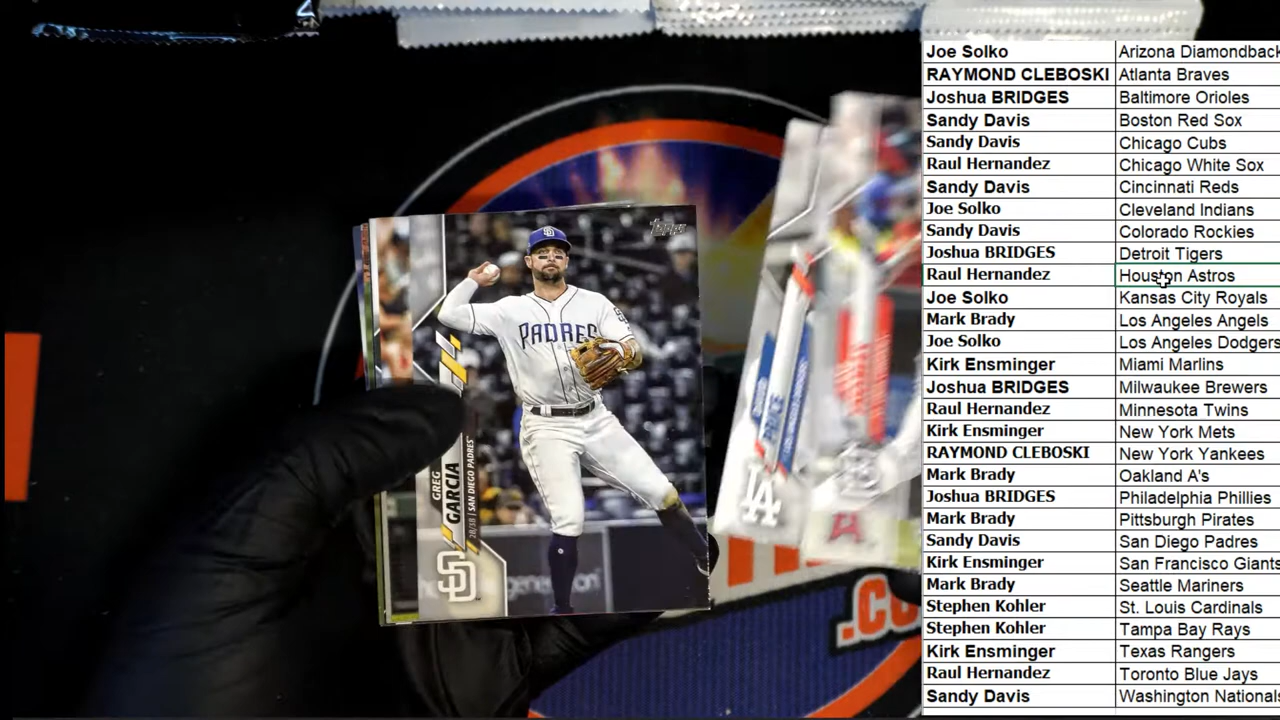 Topps
PADRES
GREG
GARCIA
2B/3B | SAN DIEGO PADRES
SD
LA
A
.CO
Joe Solko Arizona Diamondback
RAYMOND CLEBOSKI Atlanta Braves
Joshua BRIDGES Baltimore Orioles
Sandy Davis Boston Red Sox
Sandy Davis Chicago Cubs
Raul Hernandez Chicago White Sox
Sandy Davis Cincinnati Reds
Joe Solko Cleveland Indians
Sandy Davis Colorado Rockies
Joshua BRIDGES Detroit Tigers
Raul Hernandez Houston Astros
Joe Solko Kansas City Royals
Mark Brady Los Angeles Angels
Joe Solko Los Angeles Dodgers
Kirk Ensminger Miami Marlins
Joshua BRIDGES Milwaukee Brewers
Raul Hernandez Minnesota Twins
Kirk Ensminger New York Mets
RAYMOND CLEBOSKI New York Yankees
Mark Brady Oakland A's
Joshua BRIDGES Philadelphia Phillies
Mark Brady Pittsburgh Pirates
Sandy Davis San Diego Padres
Kirk Ensminger San Francisco Giants
Mark Brady Seattle Mariners
Stephen Kohler St. Louis Cardinals
Stephen Kohler Tampa Bay Rays
Kirk Ensminger Texas Rangers
Raul Hernandez Toronto Blue Jays
Sandy Davis Washington Nationals